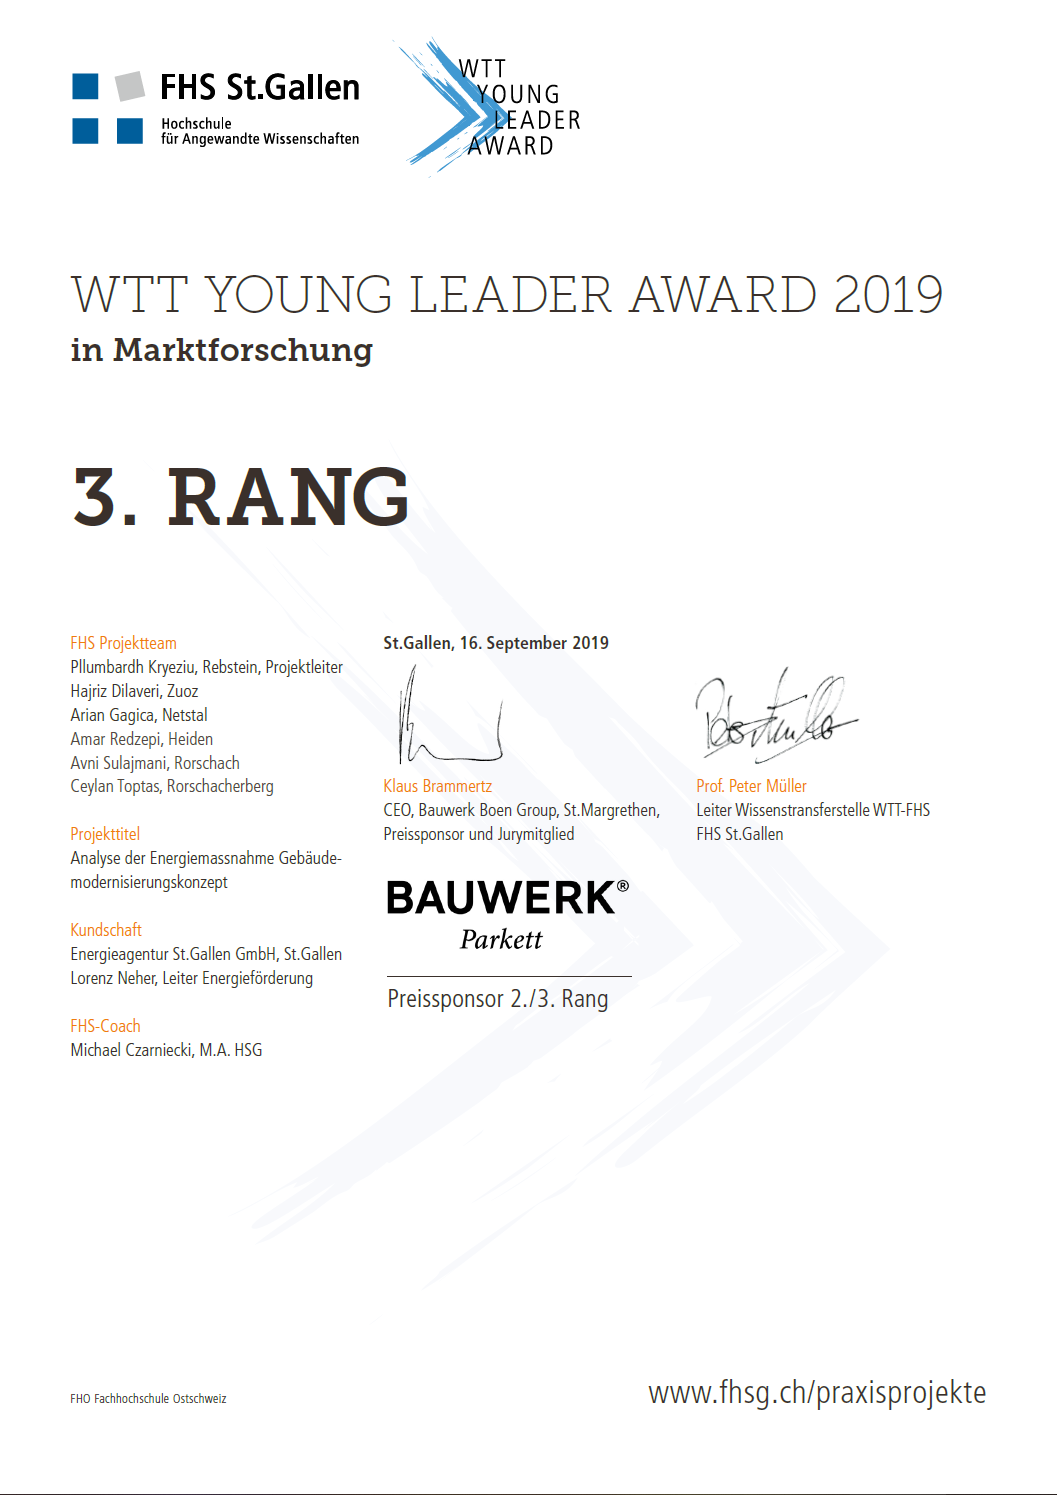 FHS St.Gallen
Hochschule
für Angewandte Wissenschaften
WTT
YOUNG
LEADER
AWARD
WTT YOUNG LEADER AWARD 2019
in Marktforschung
3. RANG
FHS Projektteam
Pllumbardh Kryeziu, Rebstein, Projektleiter
Hajriz Dilaveri, Zuoz
Arian Gagica, Netstal
Amar Redzepi, Heiden
Avni Sulajmani, Rorschach
Ceylan Toptas, Rorschacherberg
Projekttitel
Analyse der Energiemassnahme Gebäude-
modernisierungskonzept
Kundschaft
Energieagentur St.Gallen GmbH, St.Gallen
Lorenz Neher, Leiter Energieförderung
FHS-Coach
Michael Czarniecki, M.A. HSG
St.Gallen, 16. September 2019
Klaus Brammertz
CEO, Bauwerk Boen Group, St.Margrethen,
Preissponsor und Jurymitglied
BAUWERK®
Parkett
Preissponsor 2./3. Rang
Prof. Peter Müller
Leiter Wissenstransferstelle WTT-FHS
FHS St.Gallen
FHO Fachhochschule Ostschweiz
www.fhsg.ch/praxisprojekte